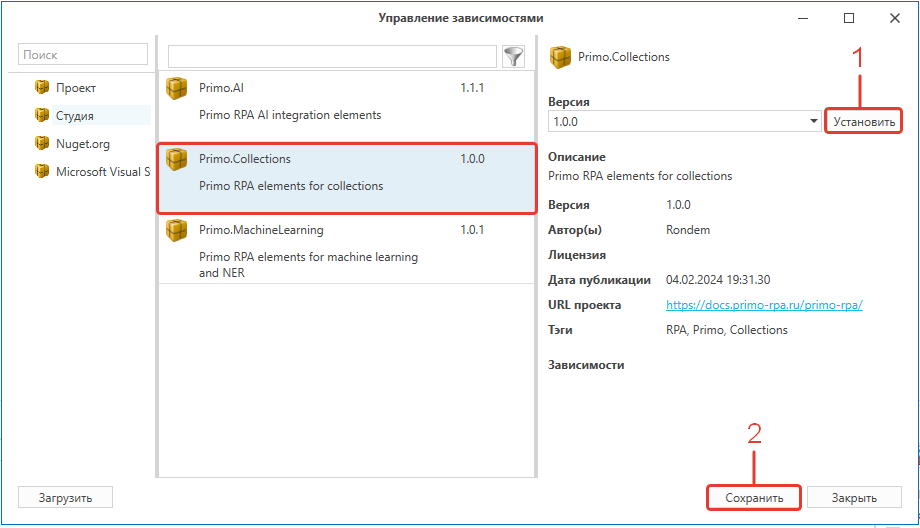 Управление зависимостями
Поиск
Проект
Студия
Nuget.org
Microsoft Visual S
Primo.AI 1.1.1
Primo RPA AI integration elements
Primo.Collections 1.0.0
Primo RPA elements for collections
Primo.MachineLearning 1.0.1
Primo RPA elements for machine learning
and NER
Primo.Collections
1
Версия
1.0.0
Установить
Описание
Primo RPA elements for collections
Версия 1.0.0
Автор(ы) Rondem
Лицензия
Дата публикации 04.02.2024 19:31.30
URL проекта https://docs.primo-rpa.ru/primo-rpa/
Тэги RPA, Primo, Collections
Зависимости
2
Загрузить
Сохранить
Закрыть